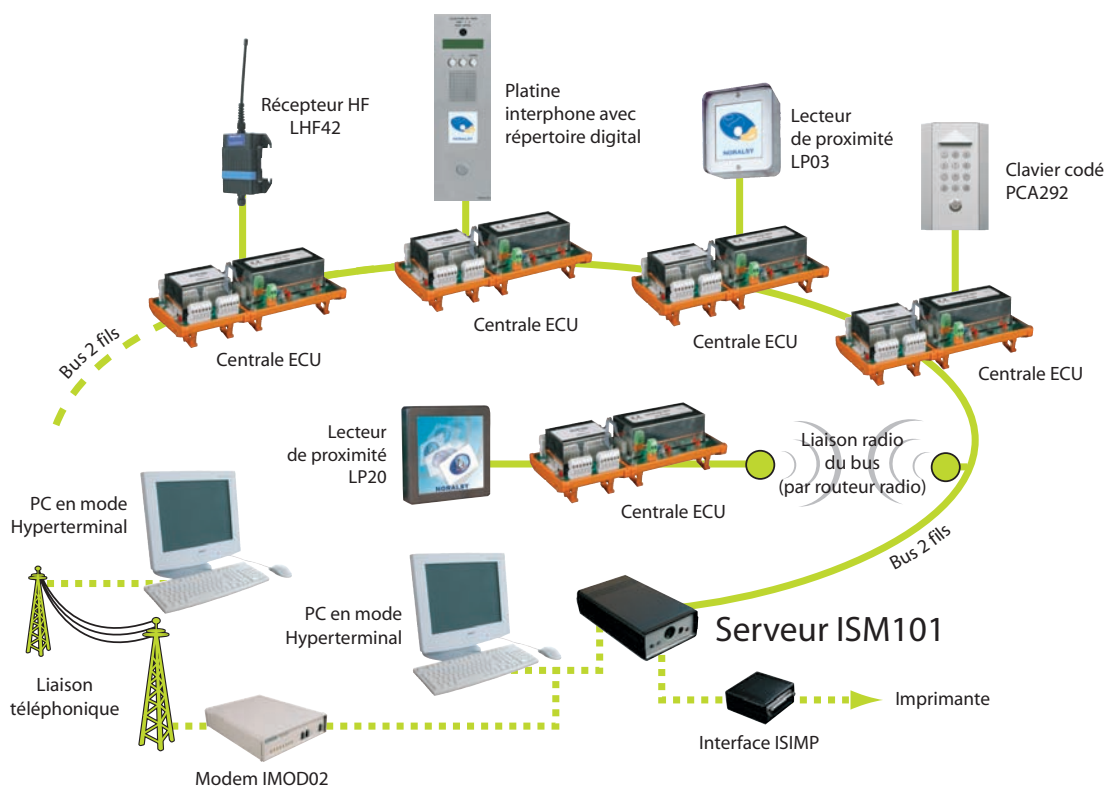 Récepteur HF
LHF42
Platine
interphone avec
répertoire digital
NORALSY
Lecteur
de proximité
LP03
NORALSY
Clavier codé
PCA292
Centrale ECU
Centrale ECU
Centrale ECU
Centrale ECU
Bus 2 fils
Lecteur
de proximité
LP20
NORALSY
Centrale ECU
Liaison radio
du bus
(par routeur radio)
Bus 2 fils
PC en mode
Hyperterminal
PC en mode
Hyperterminal
Serveur ISM101
Liaison
téléphonique
Modem IMOD02
Interface ISIMP
Imprimante